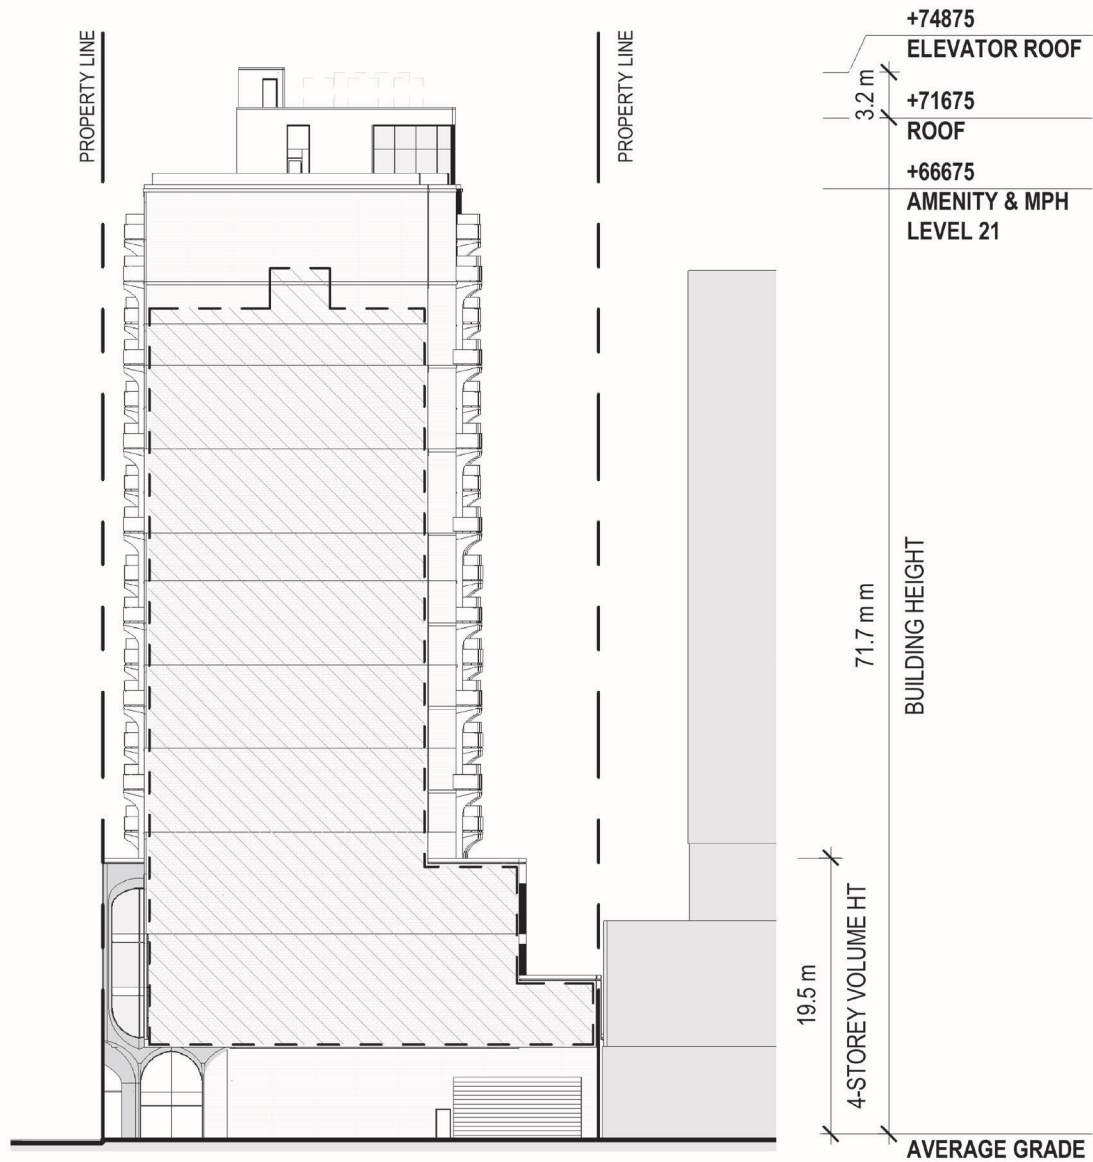 PROPERTY LINE
PROPERTY LINE
+74875
ELEVATOR ROOF
3.2 m
+71675
ROOF
+66675
AMENITY & MPH
LEVEL 21
71.7 m m
BUILDING HEIGHT
19.5 m
4-STOREY VOLUME HT
AVERAGE GRADE